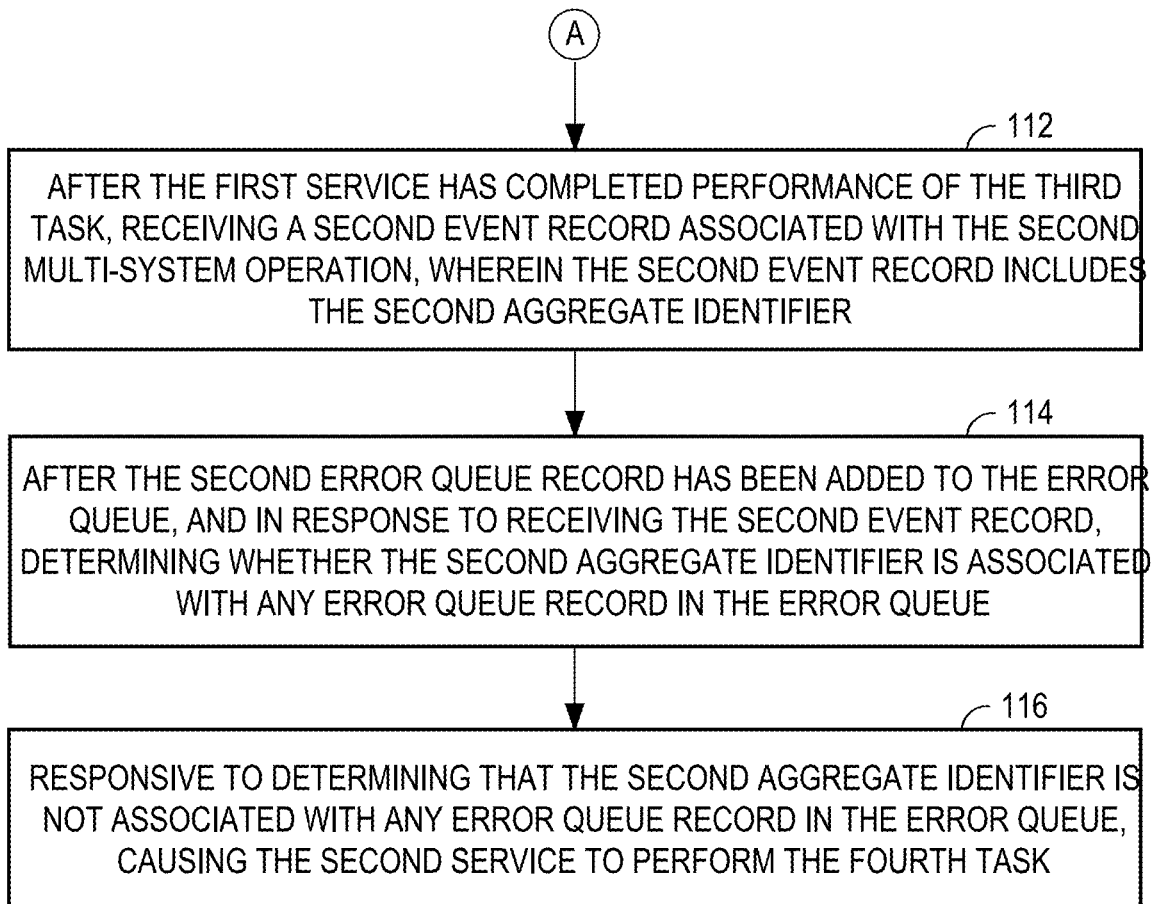 A
112
AFTER THE FIRST SERVICE HAS COMPLETED PERFORMANCE OF THE THIRD
TASK, RECEIVING A SECOND EVENT RECORD ASSOCIATED WITH THE SECOND
MULTI-SYSTEM OPERATION, WHEREIN THE SECOND EVENT RECORD INCLUDES
THE SECOND AGGREGATE IDENTIFIER
114
AFTER THE SECOND ERROR QUEUE RECORD HAS BEEN ADDED TO THE ERROR
QUEUE, AND IN RESPONSE TO RECEIVING THE SECOND EVENT RECORD,
DETERMINING WHETHER THE SECOND AGGREGATE IDENTIFIER IS ASSOCIATED
WITH ANY ERROR QUEUE RECORD IN THE ERROR QUEUE
116
RESPONSIVE TO DETERMINING THAT THE SECOND AGGREGATE IDENTIFIER IS
NOT ASSOCIATED WITH ANY ERROR QUEUE RECORD IN THE ERROR QUEUE,
CAUSING THE SECOND SERVICE TO PERFORM THE FOURTH TASK